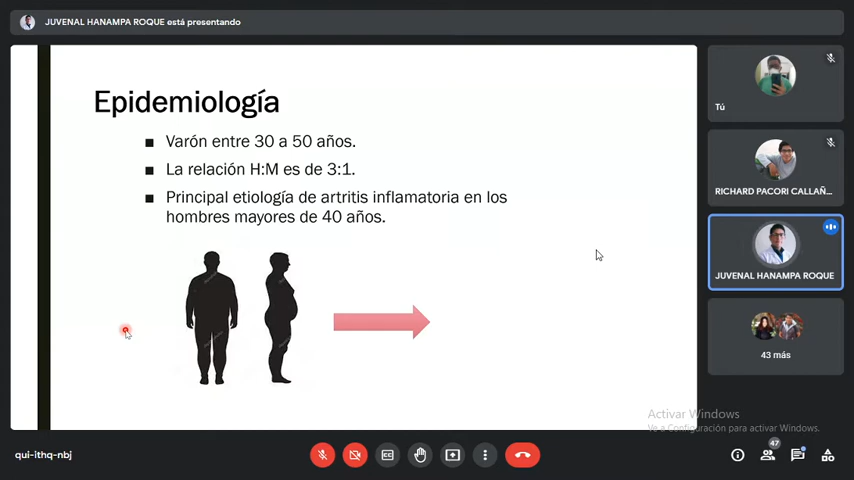 JUVENAL HANAMPA ROQUE está presentando
Epidemiología
Varón entre 30 a 50 años.
La relación H:M es de 3:1.
Principal etiología de artritis inflamatoria en los
hombres mayores de 40 años.
Tú
RICHARD PACORI CALLAÑ...
JUVENAL HANAMPA ROQUE
43 más
Activar Windows
Ve a Configuración para activar Windows.
qui-ithq-nbj
CC
47